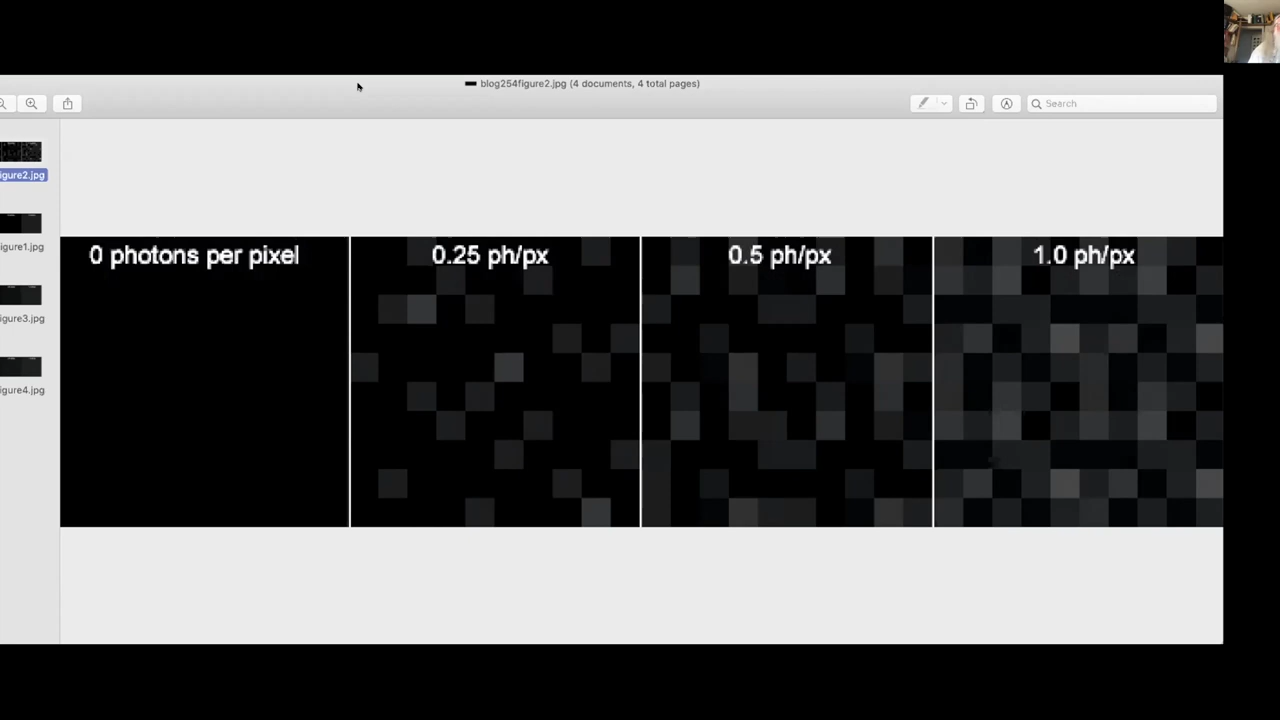 blog254figure2.jpg (4 documents, 4 total pages)
Search
igure2.jpg
igure1.jpg
igure3.jpg
igure4.jpg
0 photons per pixel
0.25 ph/px
0.5 ph/px
1.0 ph/px